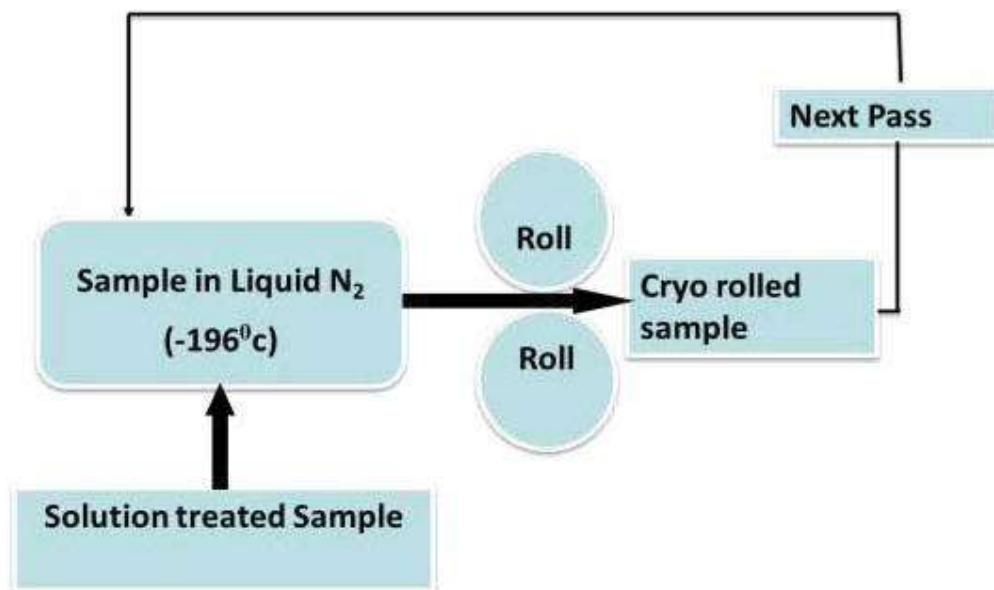 Next Pass
Roll
Sample in Liquid N₂
(-196⁰c)
Cryo rolled
sample
Roll
Solution treated Sample